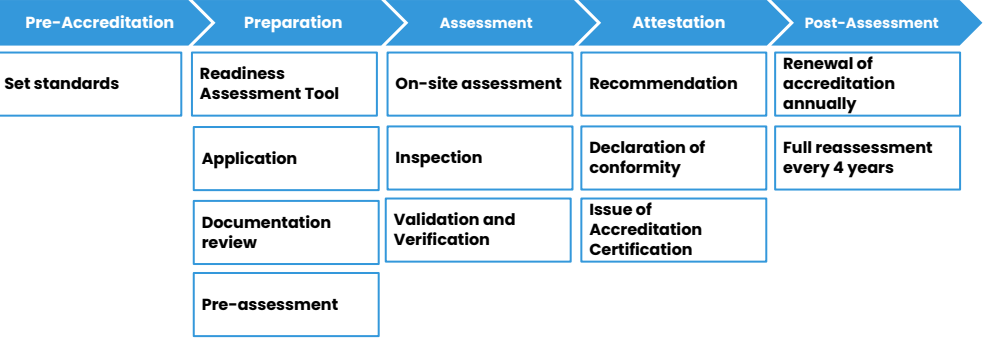 Pre-Accreditation
Preparation
Assessment
Attestation
Post-Assessment
Set standards
Readiness
Assessment Tool
Application
Documentation
review
Pre-assessment
On-site assessment
Inspection
Validation and
Verification
Recommendation
Declaration of
conformity
Issue of
Accreditation
Certification
Renewal of
accreditation
annually
Full reassessment
every 4 years